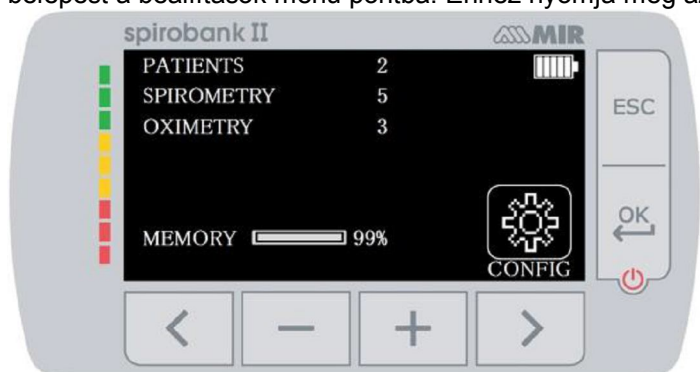 belépést a beállítások menü pontba. Ehhez nyomja meg
spirobank II MIR
PATIENTS 2
SPIROMETRY 5
OXIMETRY 3
MEMORY 99%
CONFIG
ESC
OK